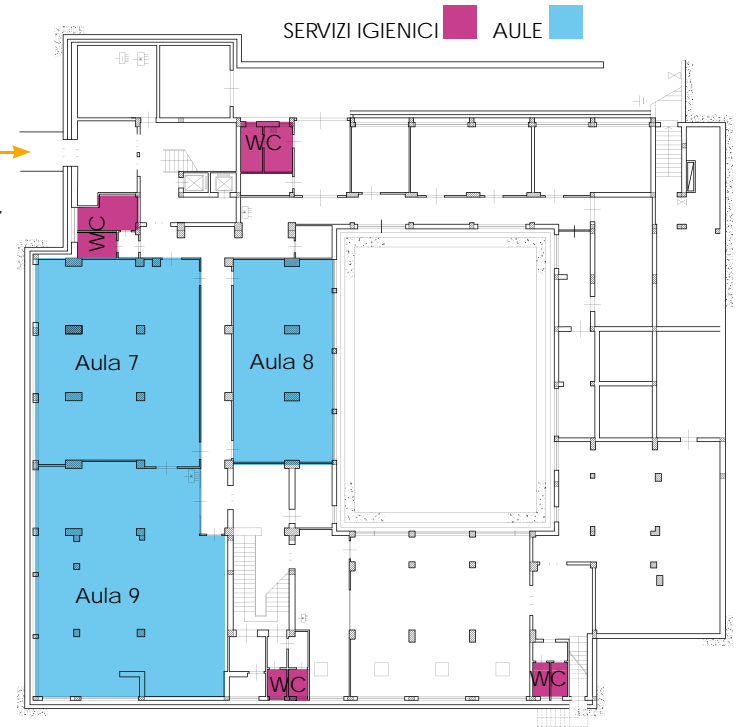 SERVIZI IGIENICI AULE
WC
WC
Aula 7 Aula 8
Aula 9
WC WC